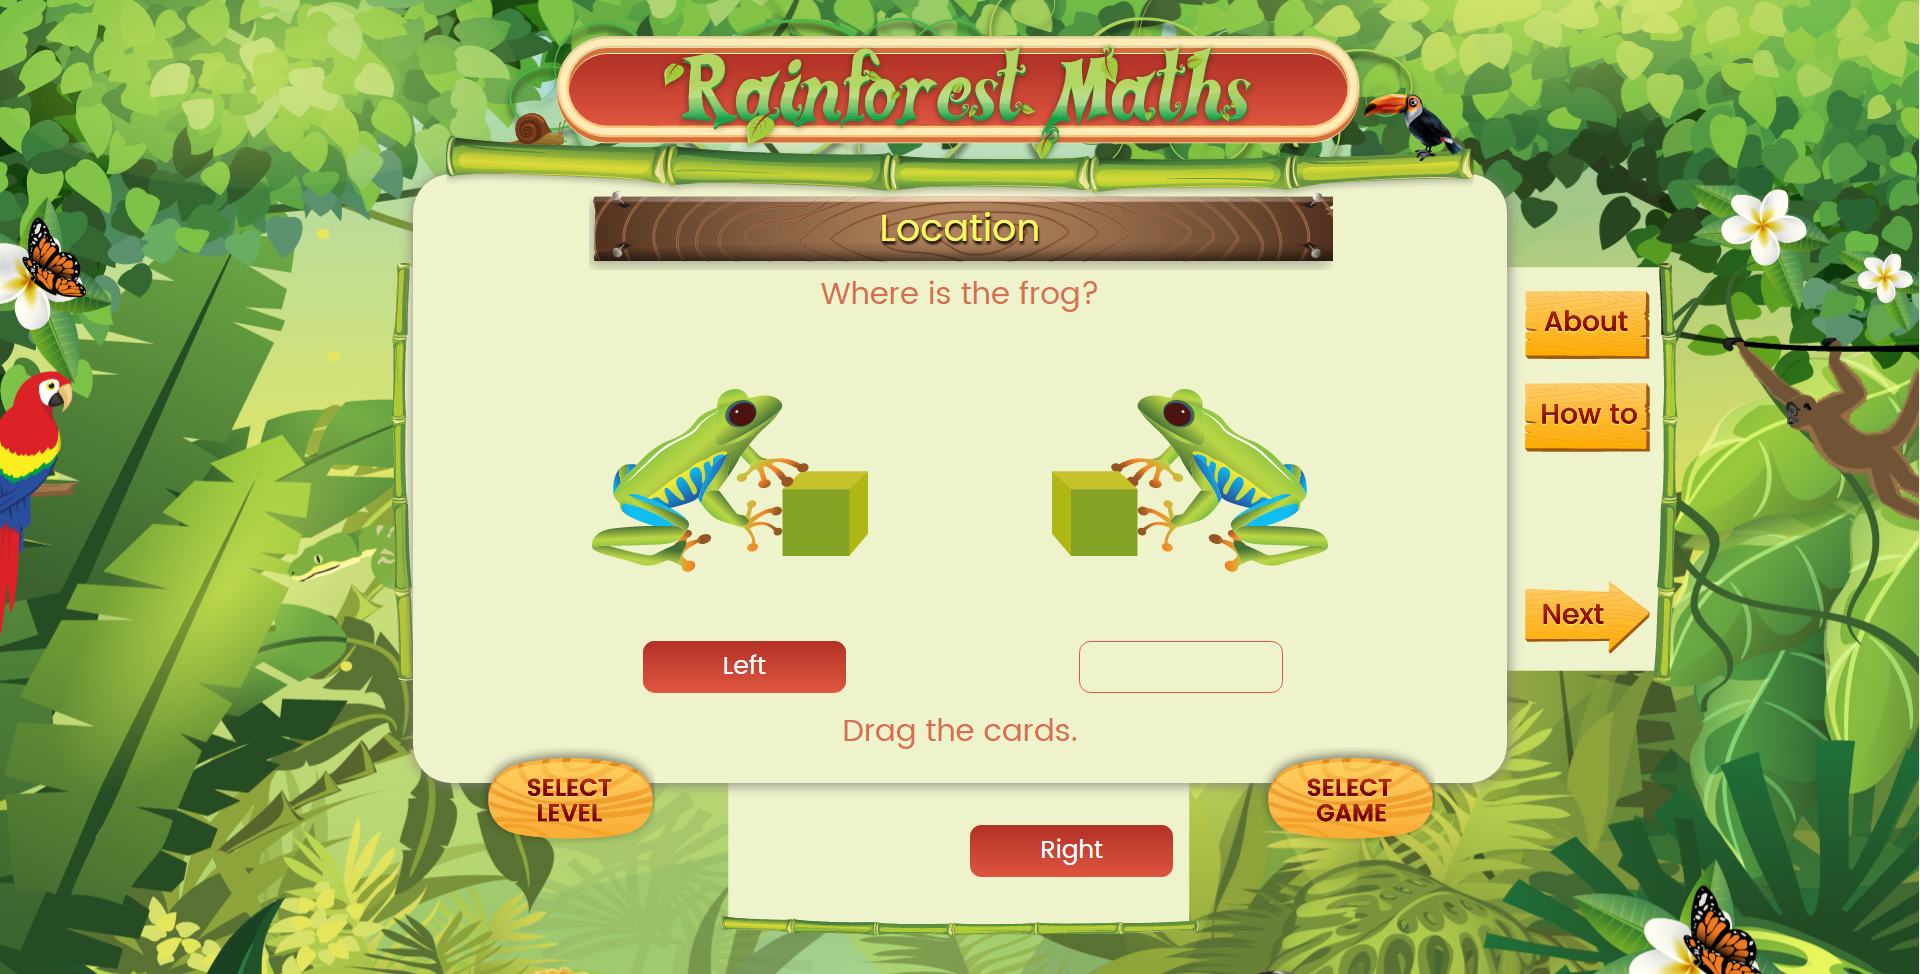 Rainforest Maths
Location
Where is the frog?
About
How to
Next
Left
Drag the cards.
SELECT
LEVEL
SELECT
GAME
Right